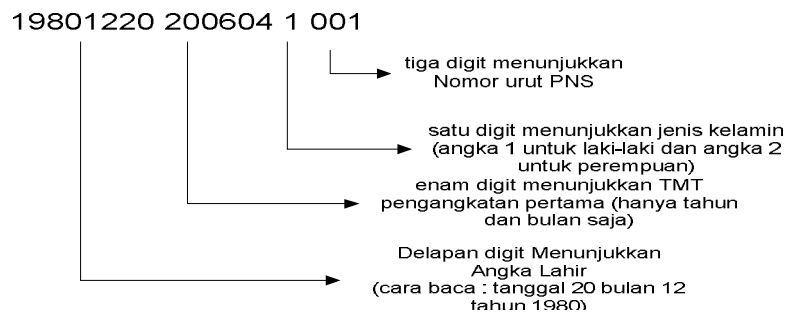 19801220 200604 1 001
tiga digit menunjukkan
Nomor urut PNS
satu digit menunjukkan jenis kelamin
(angka 1 untuk laki-laki dan angka 2
untuk perempuan)
enam digit menunjukkan TMT
pengangkatan pertama (hanya tahun
dan bulan saja)
Delapan digit Menunjukkan
Angka Lahir
(cara baca : tanggal 20 bulan 12
tahun 1980)